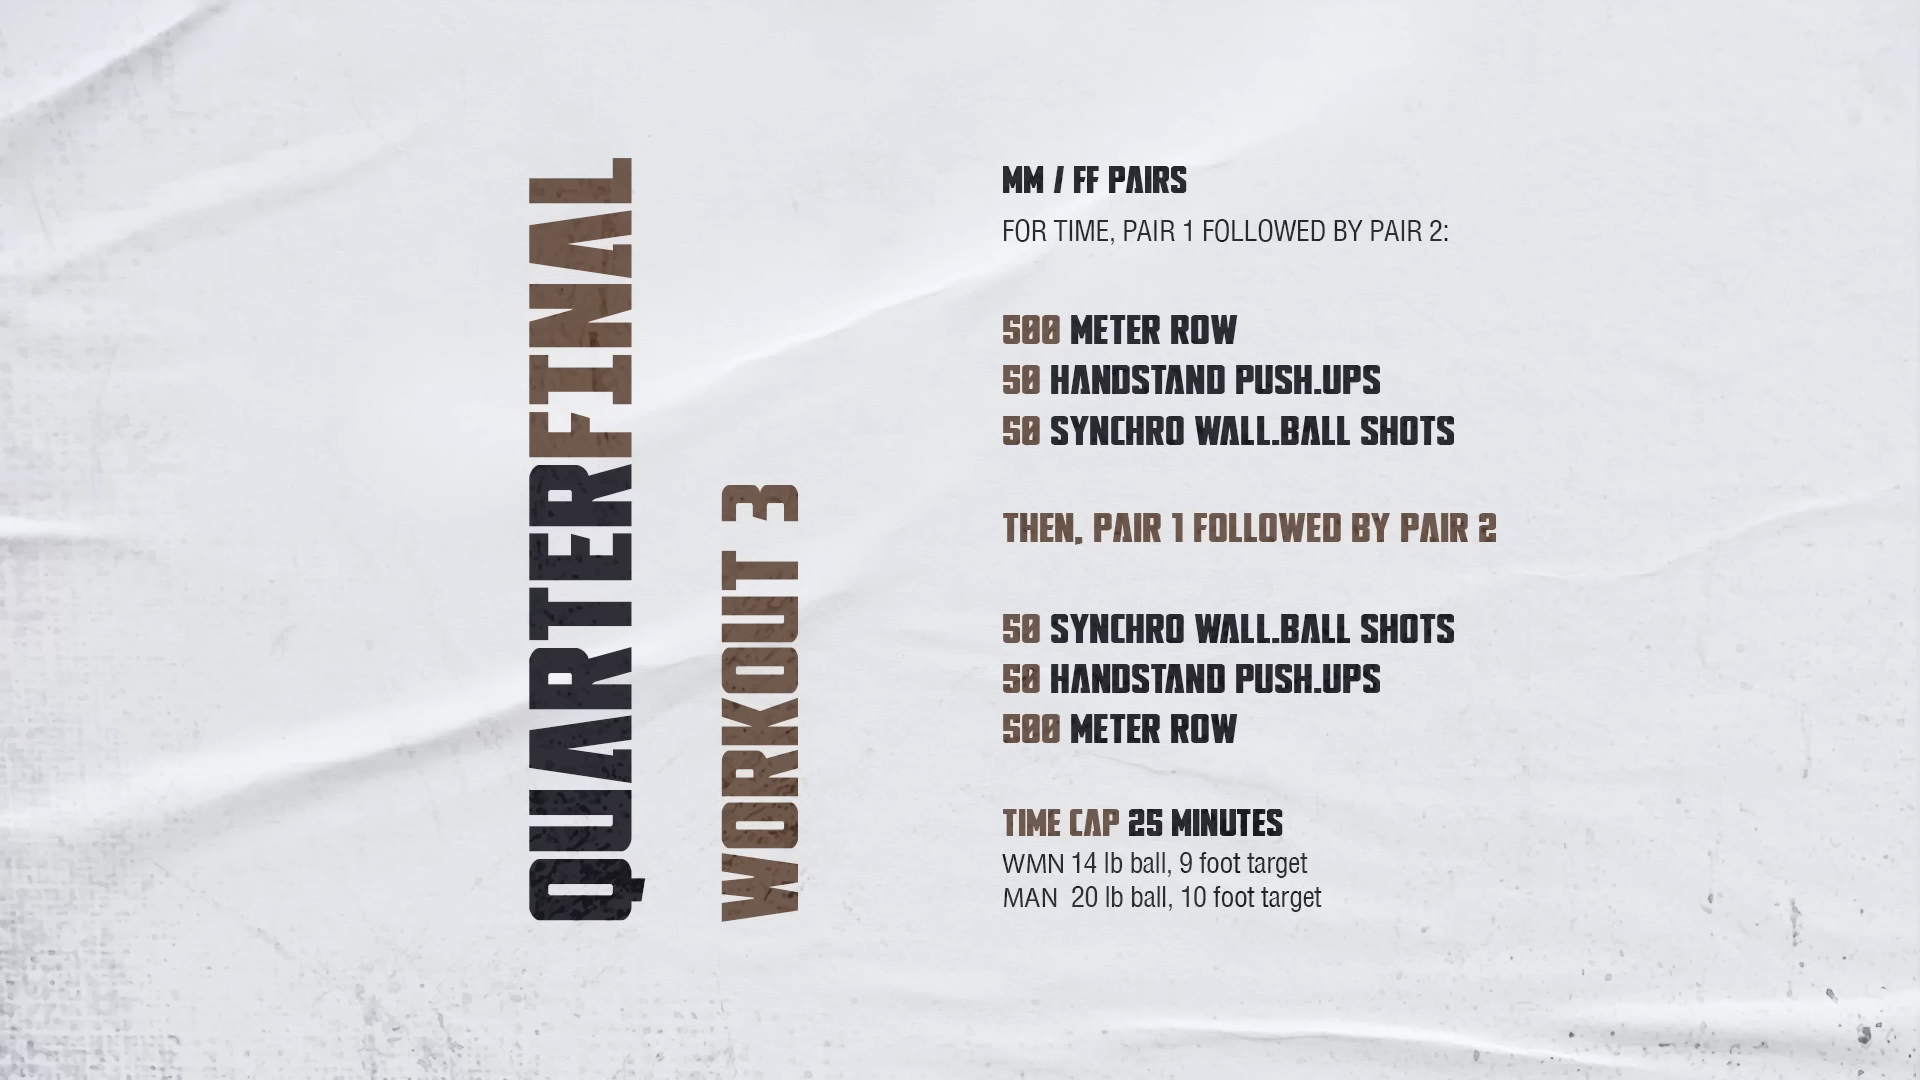 QUARTERFINAL
WORKOUT 3
MM / FF PAIRS
FOR TIME, PAIR 1 FOLLOWED BY PAIR 2:
500 METER ROW
50 HANDSTAND PUSH-UPS
50 SYNCHRO WALL-BALL SHOTS
THEN, PAIR 1 FOLLOWED BY PAIR 2
50 SYNCHRO WALL-BALL SHOTS
50 HANDSTAND PUSH-UPS
500 METER ROW
TIME CAP 25 MINUTES
WMN 14 lb ball, 9 foot target
MAN 20 lb ball, 10 foot target